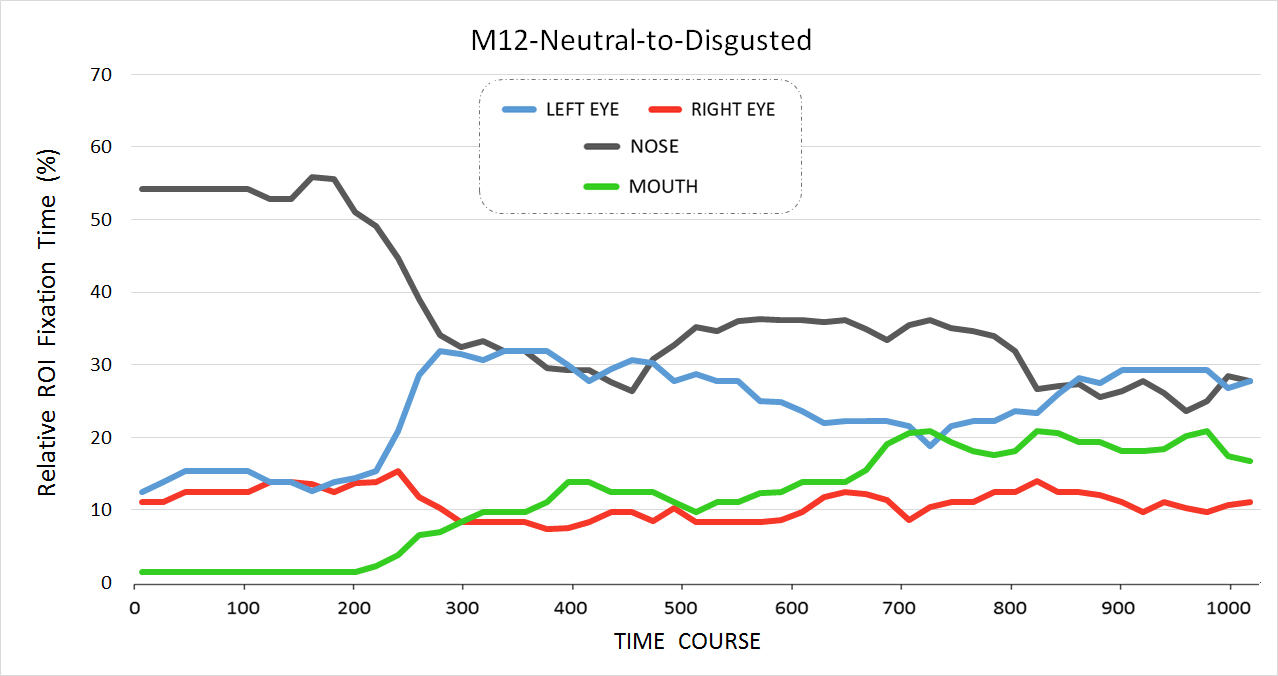 M12-Neutral-to-Disgusted
LEFT EYE RIGHT EYE
NOSE
MOUTH
Relative ROI Fixation Time (%)
70
60
50
40
30
20
10
0
0 100 200 300 400 500 600 700 800 900 1000
TIME COURSE